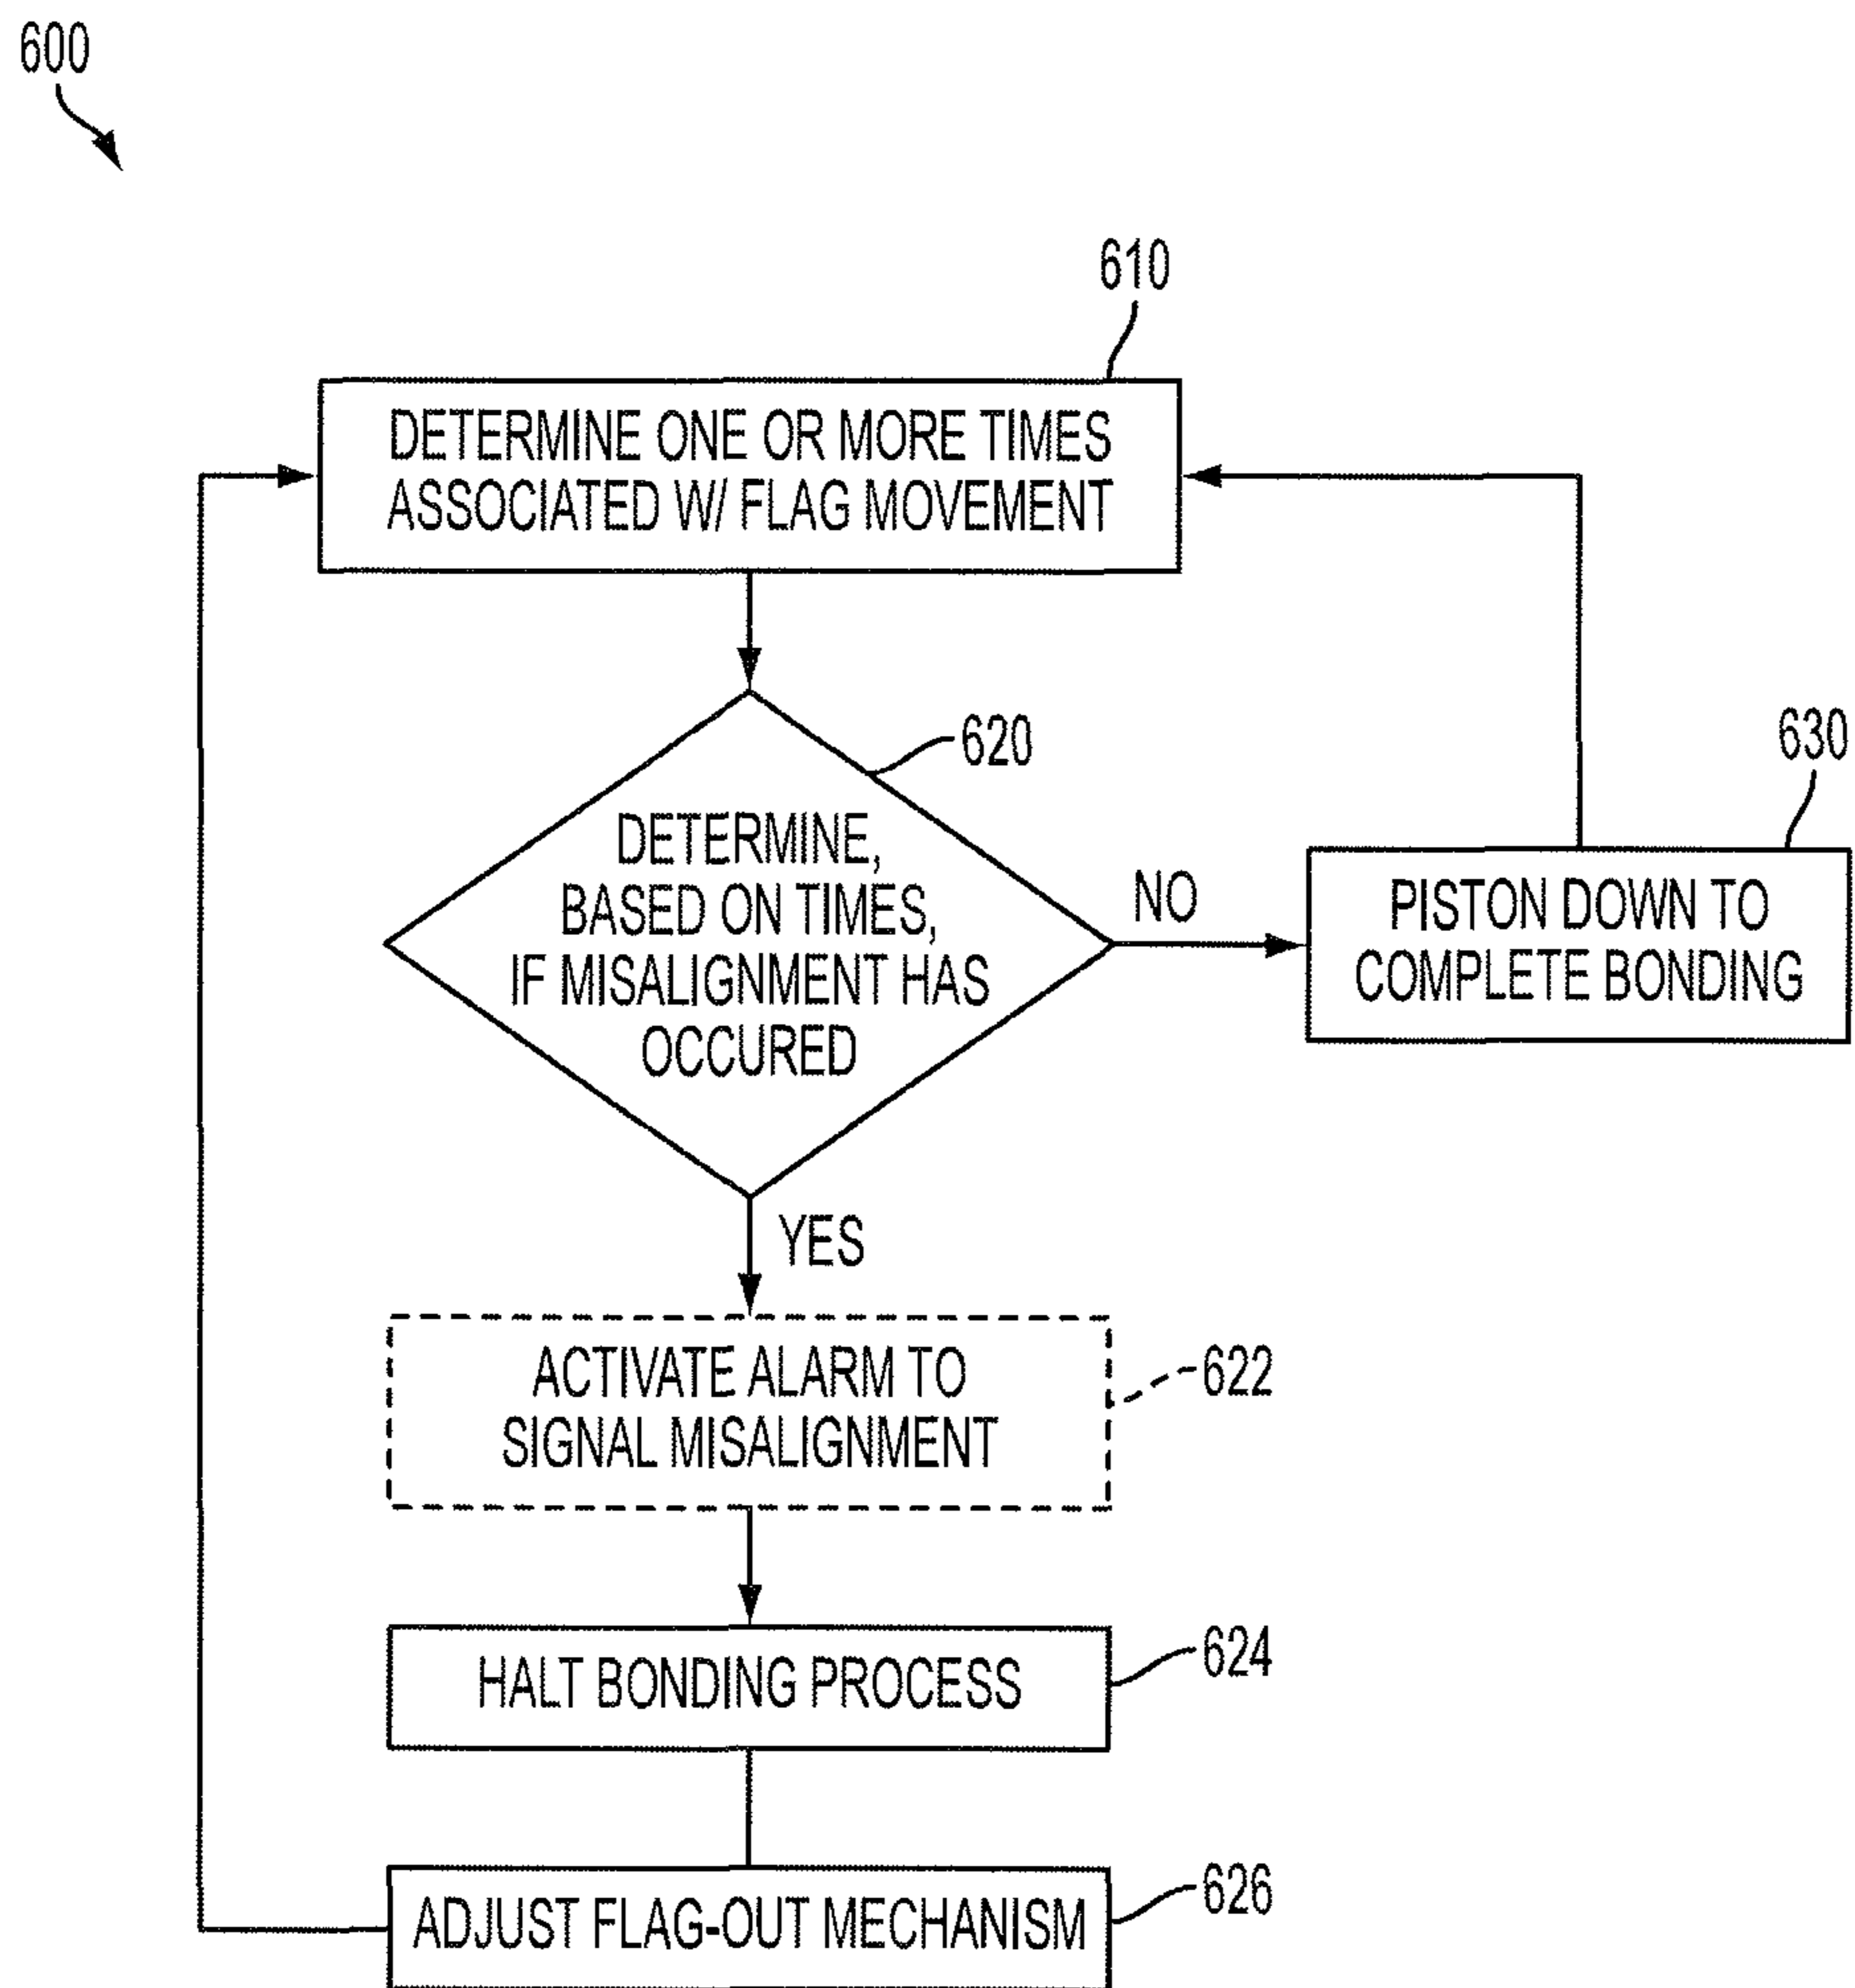 600
610
DETERMINE ONE OR MORE TIMES
ASSOCIATED W/ FLAG MOVEMENT
620
DETERMINE,
BASED ON TIMES,
IF MISALIGNMENT HAS
OCCURED
NO
630
PISTON DOWN TO
COMPLETE BONDING
YES
ACTIVATE ALARM TO
SIGNAL MISALIGNMENT
622
HALT BONDING PROCESS
624
ADJUST FLAG-OUT MECHANISM
626